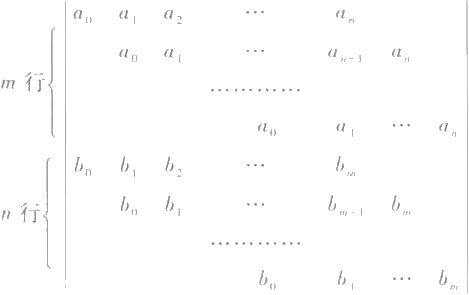 a₀ a₁ a₂ ⋯ aₙ
a₀ a₁ ⋯ aₙ₋₁ aₙ
m 行
…………
a₀ a₁ ⋯ aₙ
b₀ b₁ b₂ ⋯ bₘ
n 行
b₀ b₁ ⋯ bₘ₋₁ bₘ
…………
b₀ b₁ ⋯ bₘ